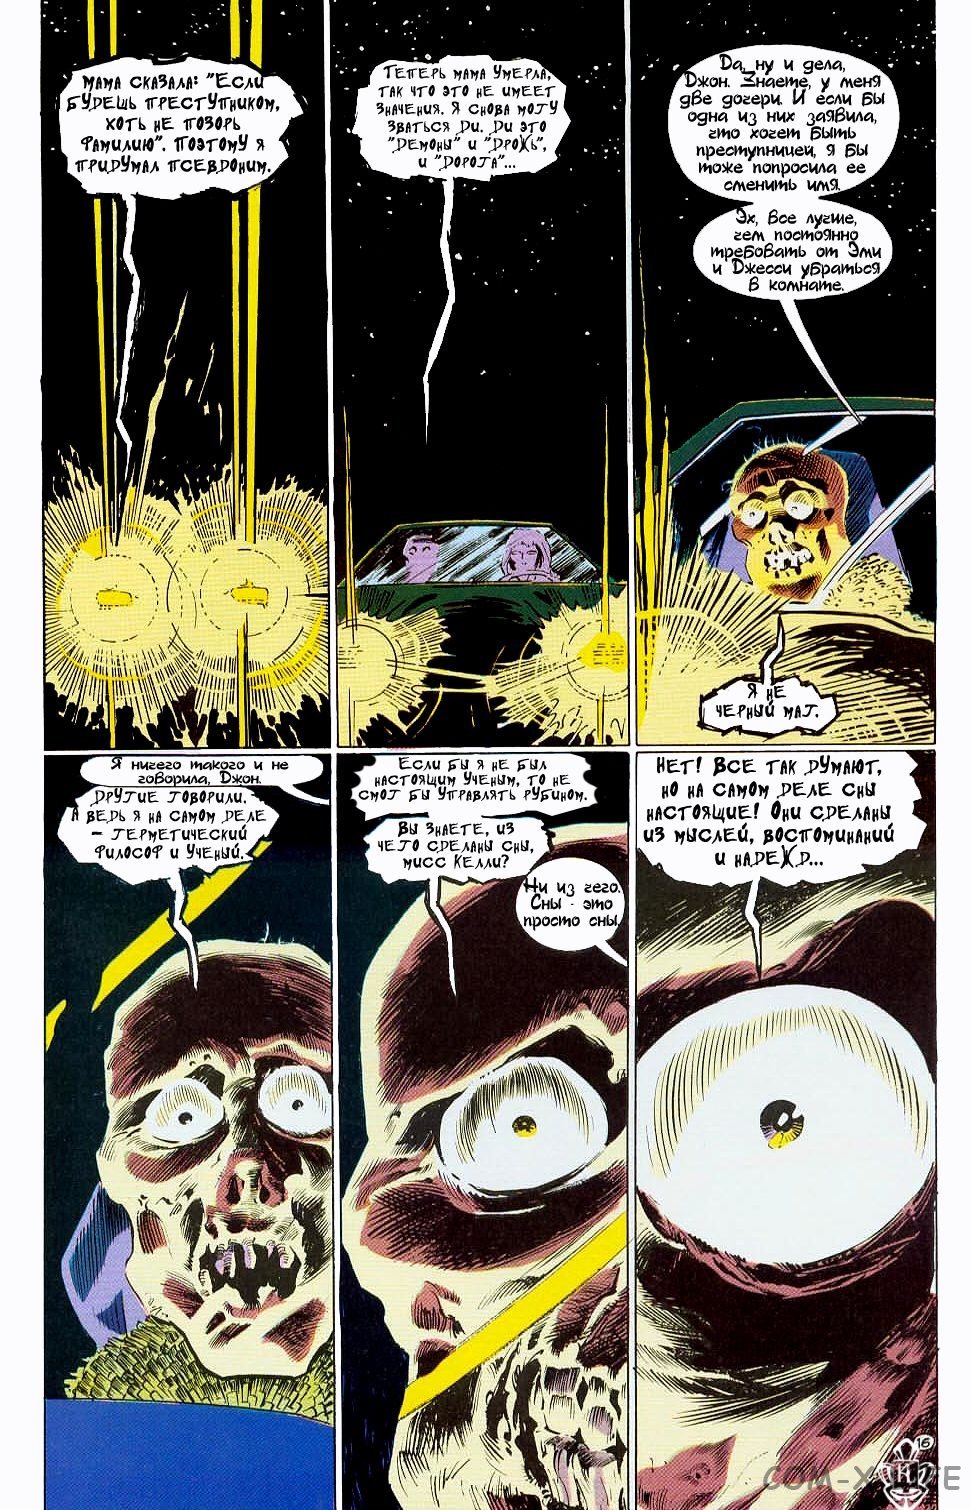 МАМА СКАЗАЛА: "ЕСЛИ
БУДЕШЬ ПРЕСТУПНИКОМ,
ХОТЬ НЕ ПОЗОРЬ
ФАМИЛИЮ". ПОЭТОМУ Я
ПРИДУМАЛ ПСЕВДОНИМ.
ТЕПЕРЬ МАМА УМЕРЛА,
ТАК ЧТО ЭТО НЕ ИМЕЕТ
ЗНАЧЕНИЯ. Я СНОВА МОГУ
ЗВАТЬСЯ ДИ. ДИ ЭТО
"ДЕМОНЫ" И "ДРОЖЬ",
И "ДОРОГА"...
Да, ну и дела,
Джон. Знаете, у меня
две дочери. И если бы
одна из них заявила,
что хочет быть
преступницей, я бы
тоже попросила ее
сменить имя.
Эх, все лучше,
чем постоянно
требовать от Эми
и Джесси убраться
в комнате.
Я НЕ
ЧЕРНЫЙ МАГ.
Я ничего такого и не
говорила, Джон.
ДРУГИЕ ГОВОРИЛИ.
А ВЕДЬ Я НА САМОМ ДЕЛЕ
– ГЕРМЕТИЧЕСКИЙ
ФИЛОСОФ И УЧЕНЫЙ.
ЕСЛИ БЫ Я НЕ БЫЛ
НАСТОЯЩИМ УЧЕНЫМ, ТО НЕ
СМОГ БЫ УПРАВЛЯТЬ РУБИНОМ.
ВЫ ЗНАЕТЕ, ИЗ
ЧЕГО СДЕЛАНЫ СНЫ,
МИСС КЕЛЛИ?
Ни из чего.
Сны - это
просто сны.
НЕТ! ВСЕ ТАК ДУМАЮТ,
НО НА САМОМ ДЕЛЕ СНЫ
НАСТОЯЩИЕ! ОНИ СДЕЛАНЫ
ИЗ МЫСЛЕЙ, ВОСПОМИНАНИЙ
И НАДЕЖД...
16
COM-X.LIFE